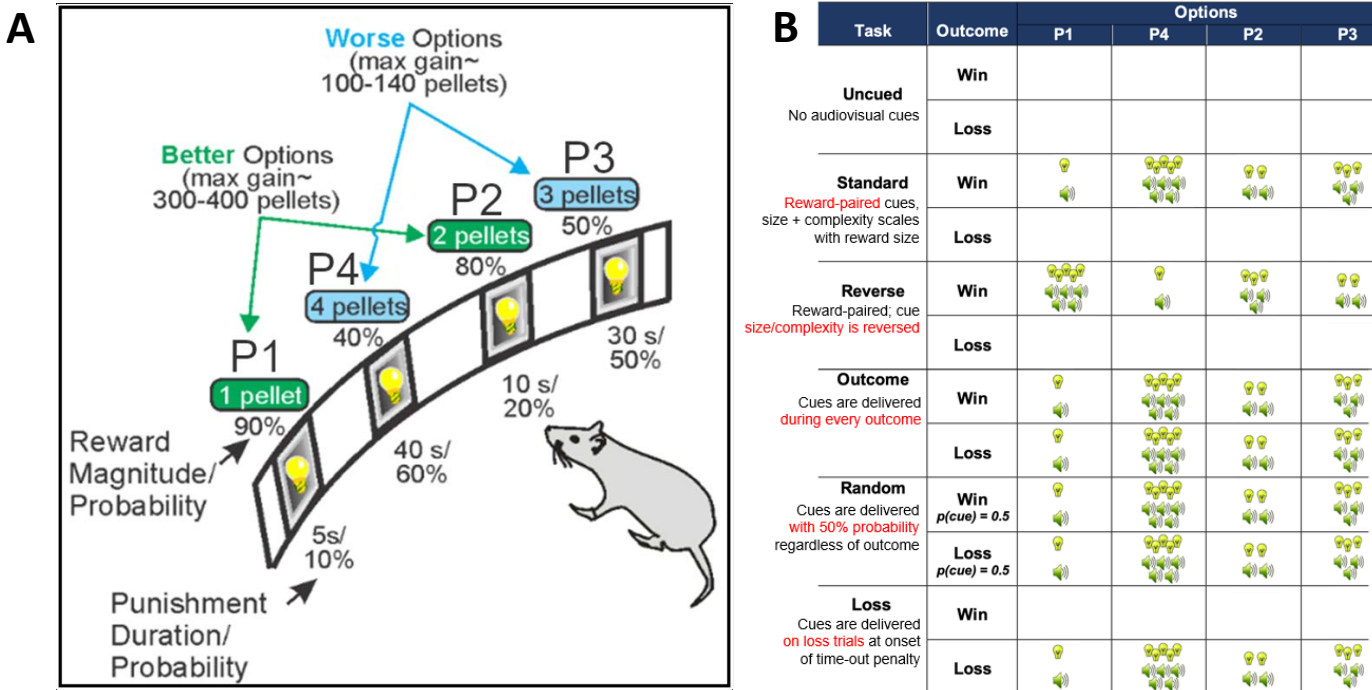 A
Worse Options
(max gain~
100-140 pellets)
Better Options
(max gain~
300-400 pellets)
P3
3 pellets
50%
P2
2 pellets
80%
P4
4 pellets
40%
P1
1 pellet
90%
Reward
Magnitude/
Probability
30 s/
50%
10 s/
20%
40 s/
60%
5s/
10%
Punishment
Duration/
Probability
B
Task
Outcome
Options
P1 P4 P2 P3
Uncued
No audiovisual cues
Win
Loss
Standard
Reward-paired cues,
size + complexity scales
with reward size
Win
Loss
Reverse
Reward-paired; cue
size/complexity is reversed
Win
Loss
Outcome
Cues are delivered
during every outcome
Win
Loss
Random
Cues are delivered
with 50% probability
regardless of outcome
Win
p(cue) = 0.5
Loss
p(cue) = 0.5
Loss
Cues are delivered
on loss trials at onset
of time-out penalty
Win
Loss